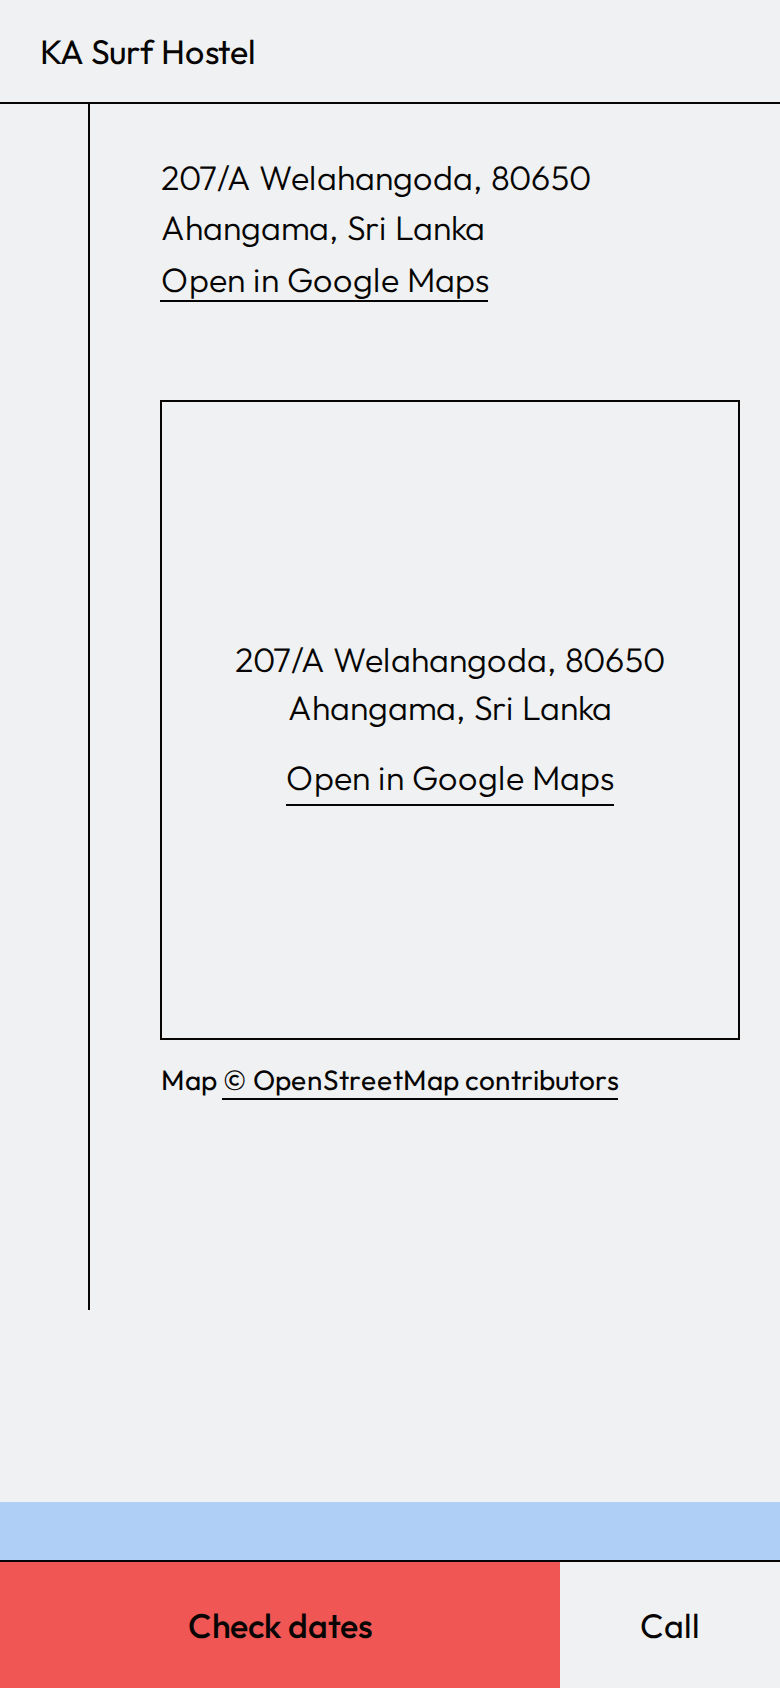 KA Surf Hostel
207/A Welahangoda, 80650
Ahangama, Sri Lanka
Open in Google Maps
207/A Welahangoda, 80650
Ahangama, Sri Lanka
Open in Google Maps
Map © OpenStreetMap contributors
Check dates
Call